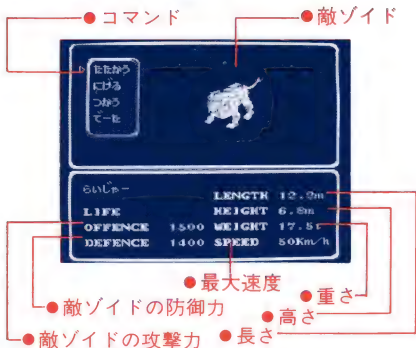 ●コマンド
●敵ゾイド
たたかう
にげる
つかう
でーた
らいじゃー
LENGTH 12.2m
LIFE
HEIGHT 6.8m
OFFENCE 1500
WEIGHT 17.5t
DEFENCE 1400
SPEED 50Km/h
●最大速度
●重さ
●敵ゾイドの防御力
●高さ
●敵ゾイドの攻撃力
●長さ